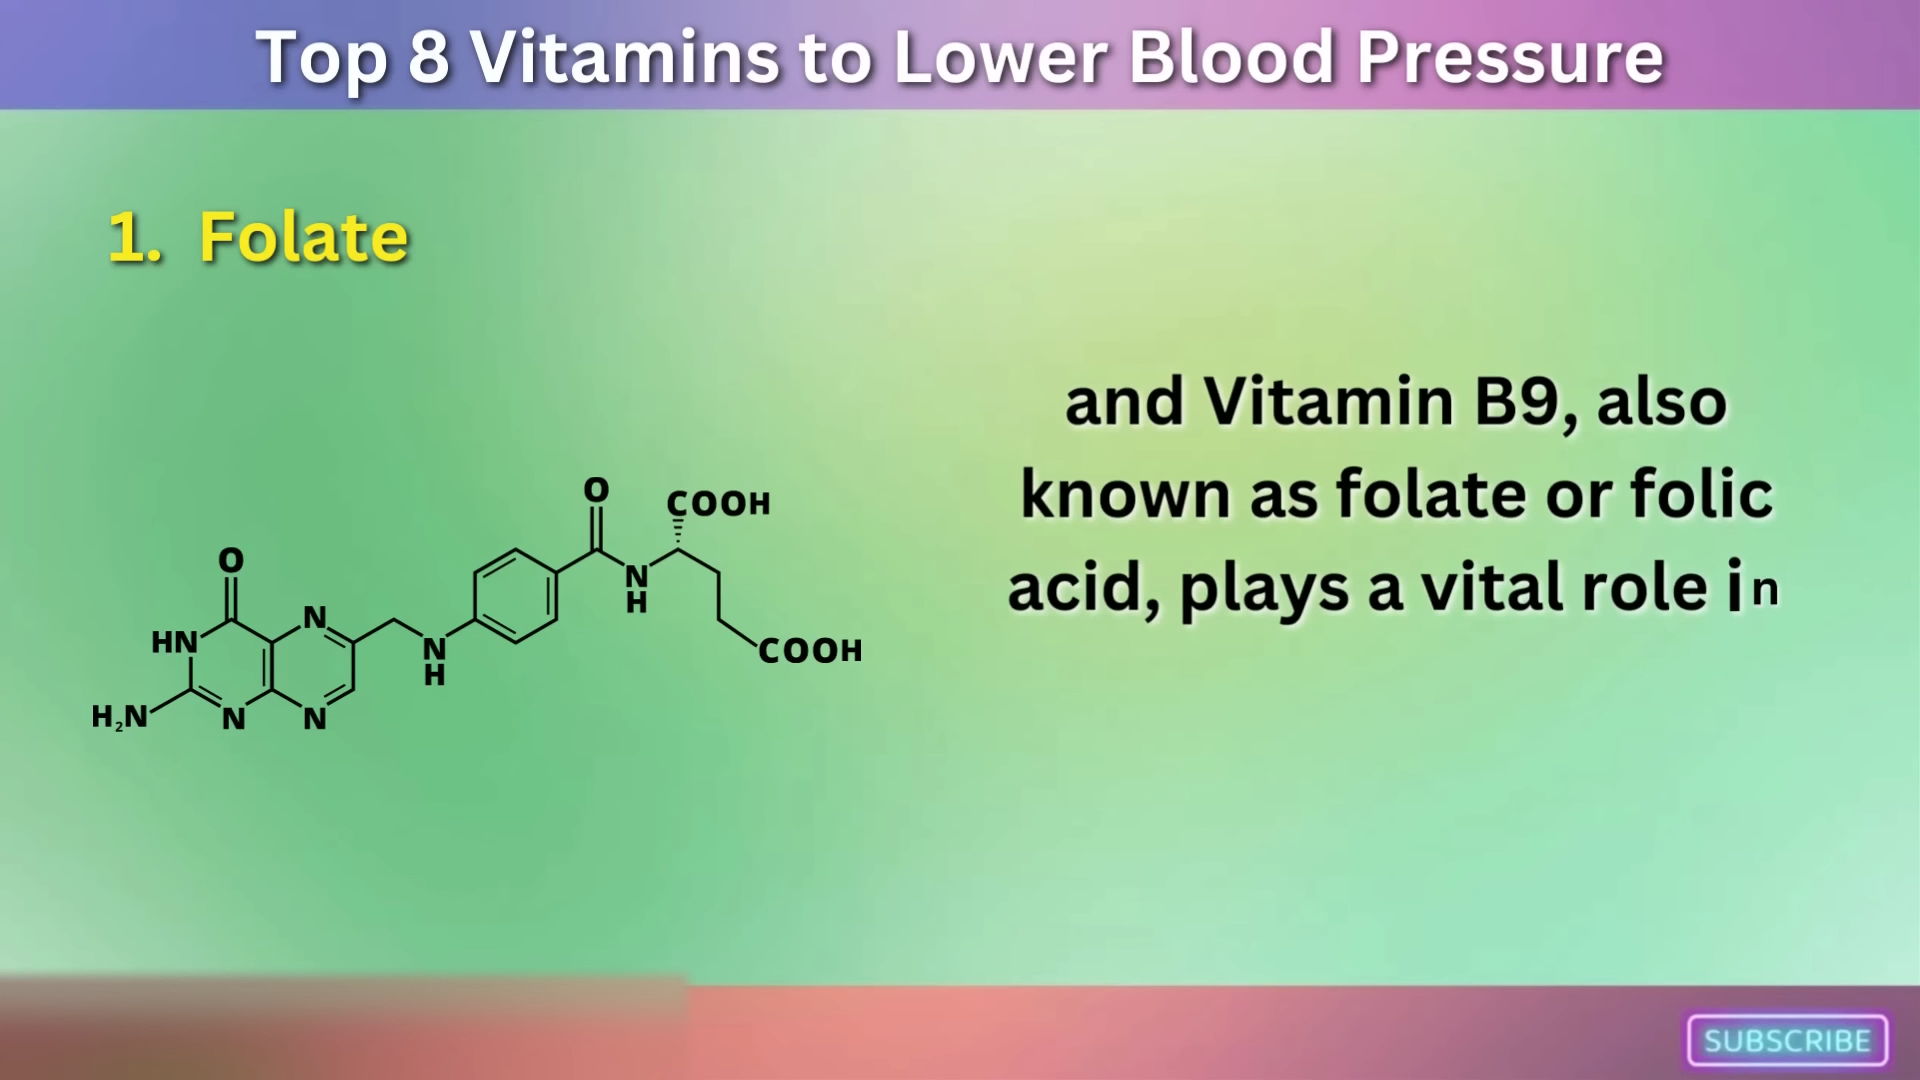 Top 8 Vitamins to Lower Blood Pressure
1. Folate
and Vitamin B9, also
known as folate or folic
acid, plays a vital role in
O
COOH
O
N
H
HN
N
N
H
COOH
H₂N
N
N
SUBSCRIBE